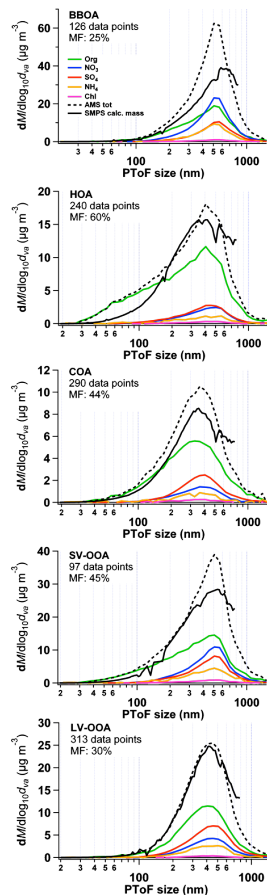 BBOA
126 data points
MF: 25%
Org
NO3
SO4
NH4
Chl
AMS tot
SMPS calc. mass
dM/dlog10dva (µg m-3)
60
40
20
0
3 4 5 6 100 2 3 4 5 6 1000
PToF size (nm)
HOA
240 data points
MF: 60%
dM/dlog10dva (µg m-3)
20
15
10
5
0
2 3 4 5 6 100 2 3 4 5 6 1000
PToF size (nm)
COA
290 data points
MF: 44%
dM/dlog10dva (µg m-3)
12
10
8
6
4
2
0
2 3 4 5 6 100 2 3 4 5 6 1000
PToF size (nm)
SV-OOA
97 data points
MF: 45%
dM/dlog10dva (µg m-3)
40
30
20
10
0
2 3 4 5 6 100 2 3 4 5 6 1000
PToF size (nm)
LV-OOA
313 data points
MF: 30%
dM/dlog10dva (µg m-3)
30
25
20
15
10
5
0
2 3 4 5 6 100 2 3 4 5 6 1000
PToF size (nm)